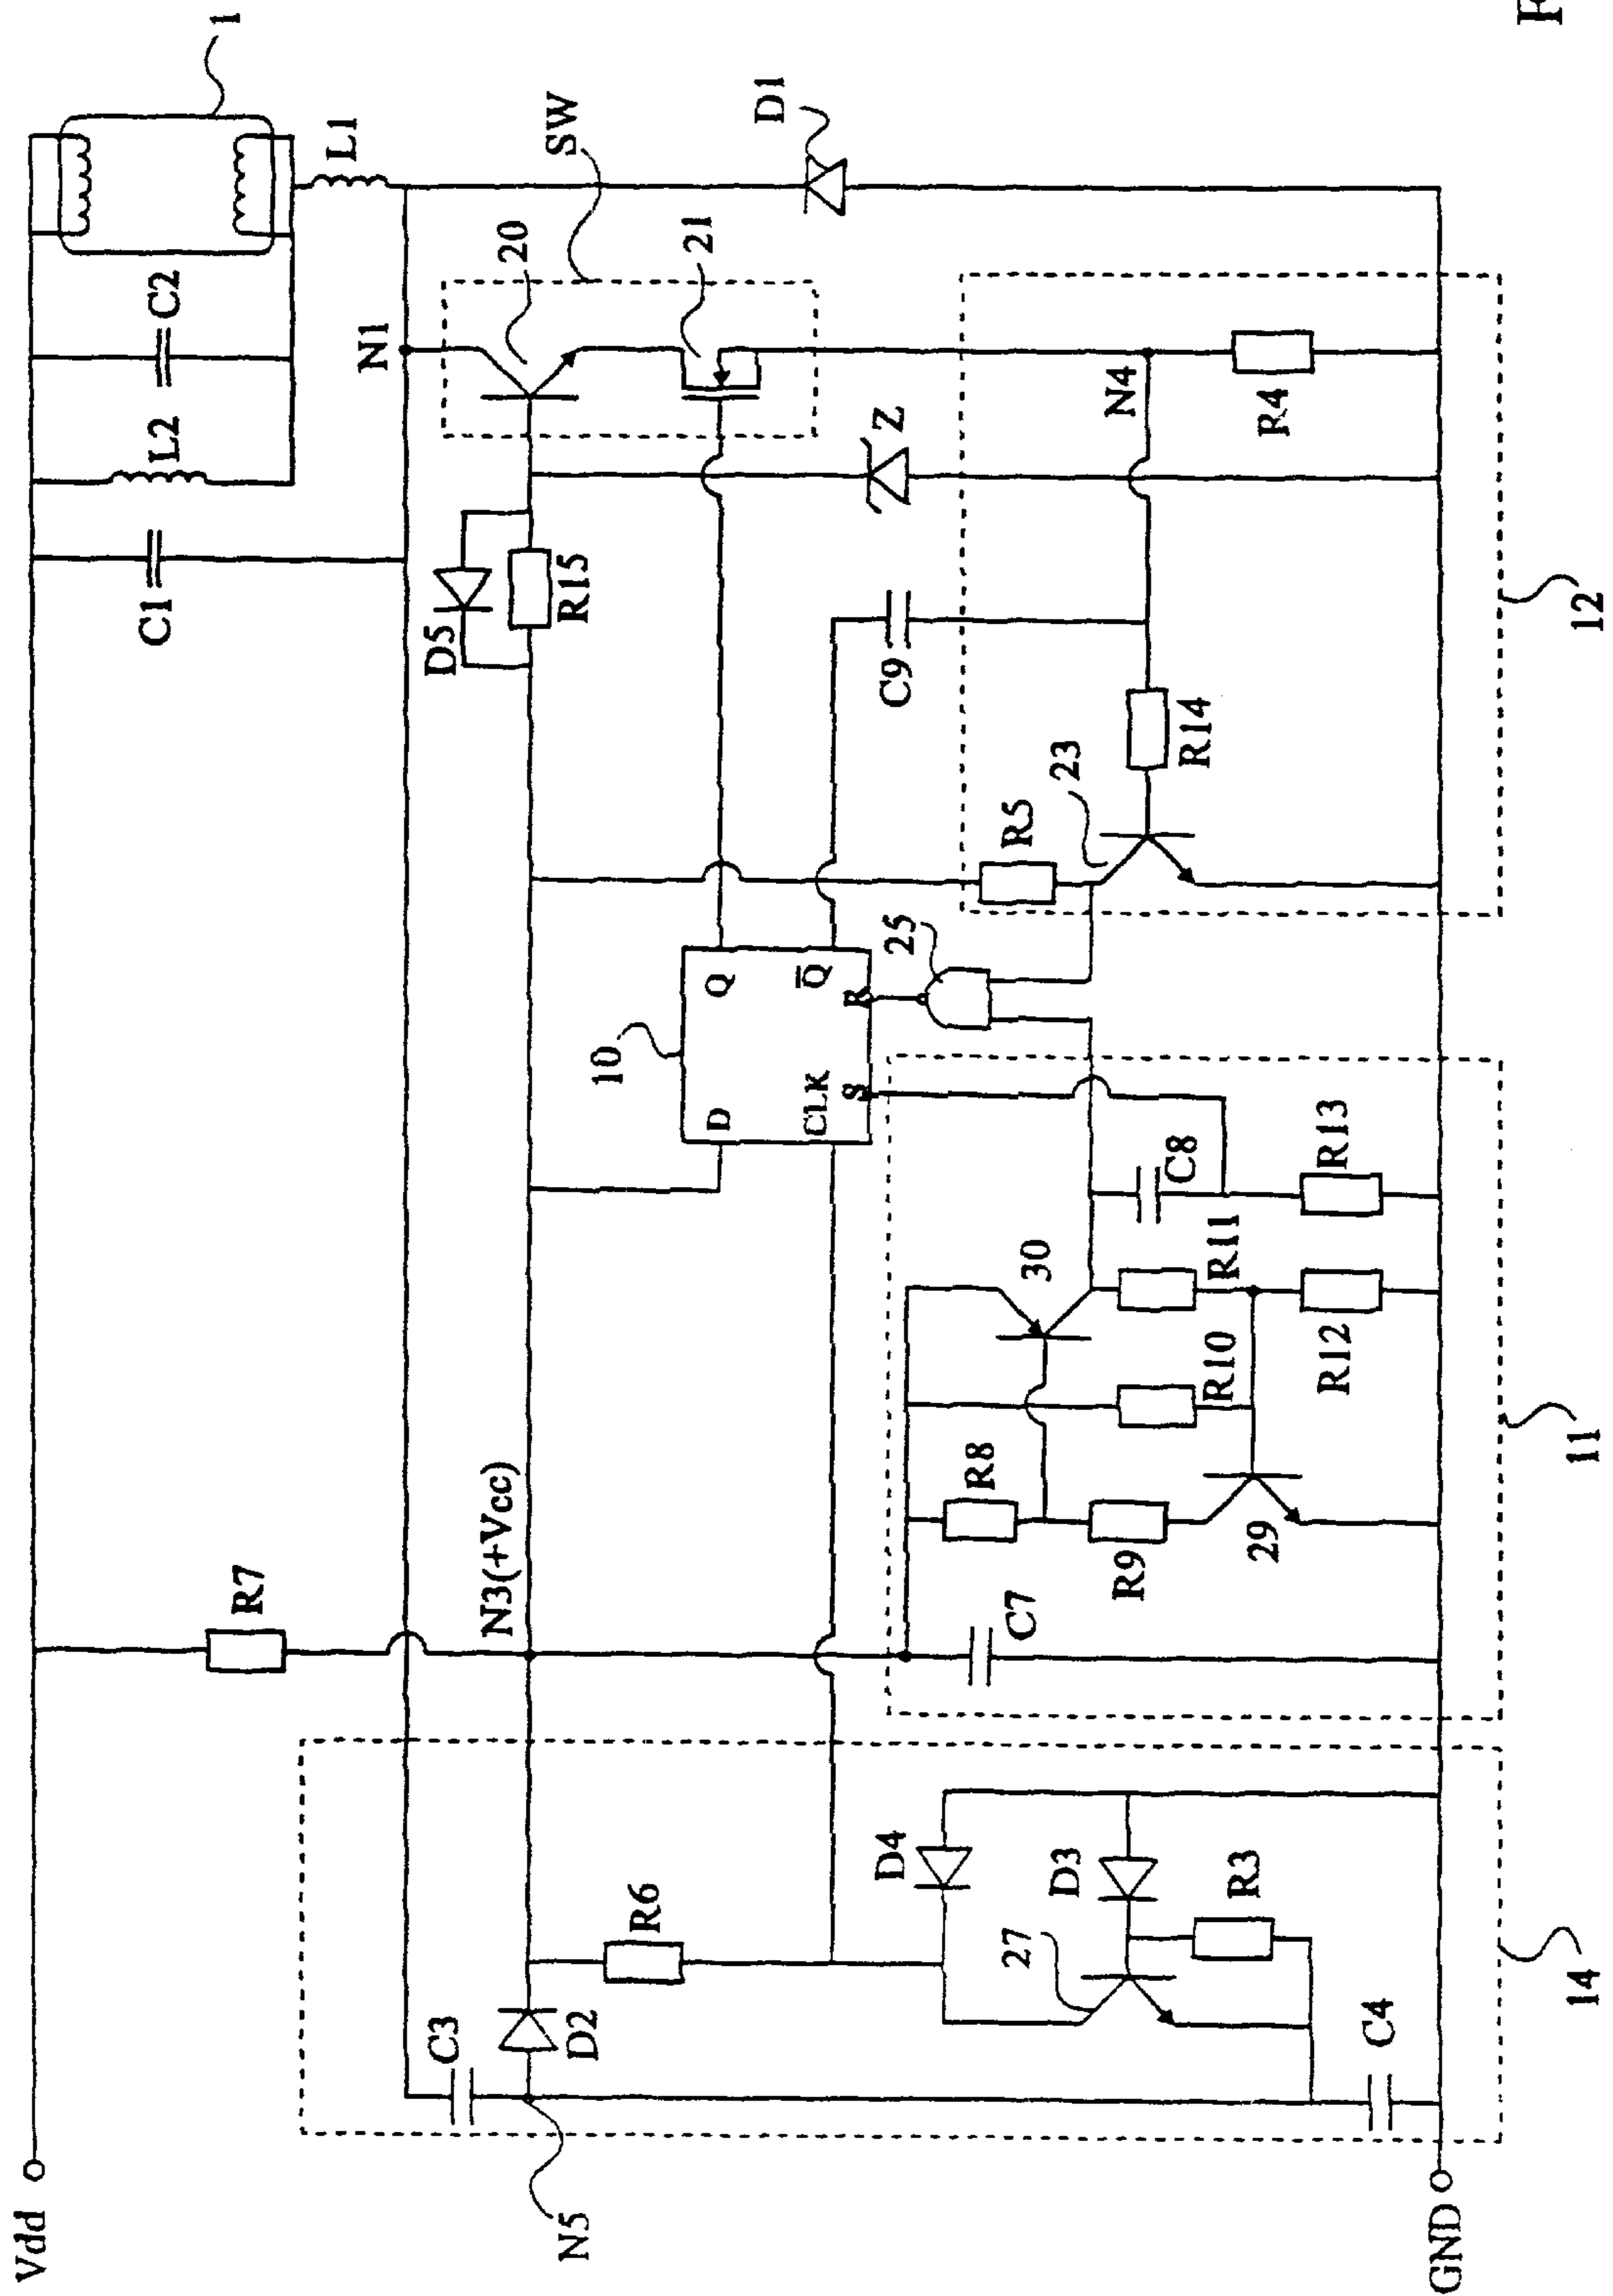 Vdd
R7
C1
L2
C2
1
L1
N1
SW
20
21
D1
D5
R15
Z
N3(+Vcc)
C3
D2
N5
R6
10
D
Q
CLK
Q̅
S
R
25
C9
N4
R4
R5
23
R14
12
D4
D3
27
R3
C4
14
C7
R8
R9
29
R10
30
R11
R12
C8
R13
11
GND
F